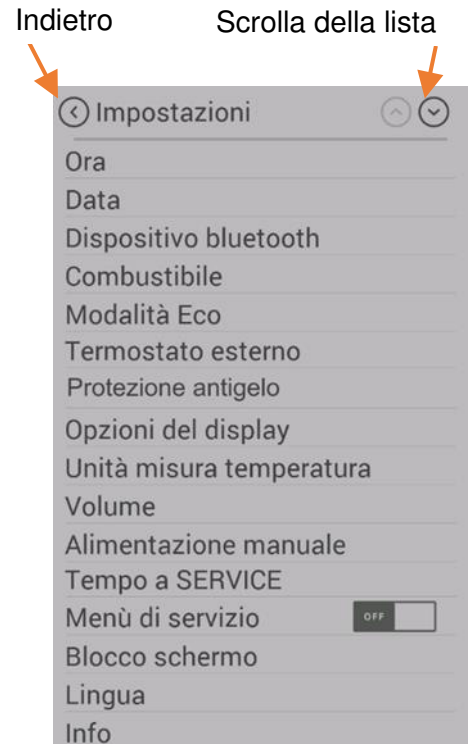 Indietro
Scrolla della lista
Impostazioni
Ora
Data
Dispositivo bluetooth
Combustibile
Modalità Eco
Termostato esterno
Protezione antigelo
Opzioni del display
Unità misura temperatura
Volume
Alimentazione manuale
Tempo a SERVICE
Menù di servizio OFF
Blocco schermo
Lingua
Info